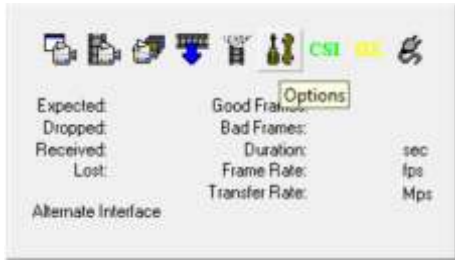 CSI
Options
Expected: Good Frames:
Dropped: Bad Frames:
Received: Duration: sec
Lost: Frame Rate: fps
Transfer Rate: Mps
Alternate Interface